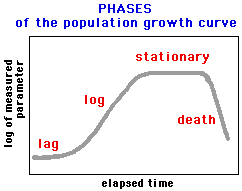 PHASES
of the population growth curve
stationary
log
death
lag
log of measured
parameter
elapsed time